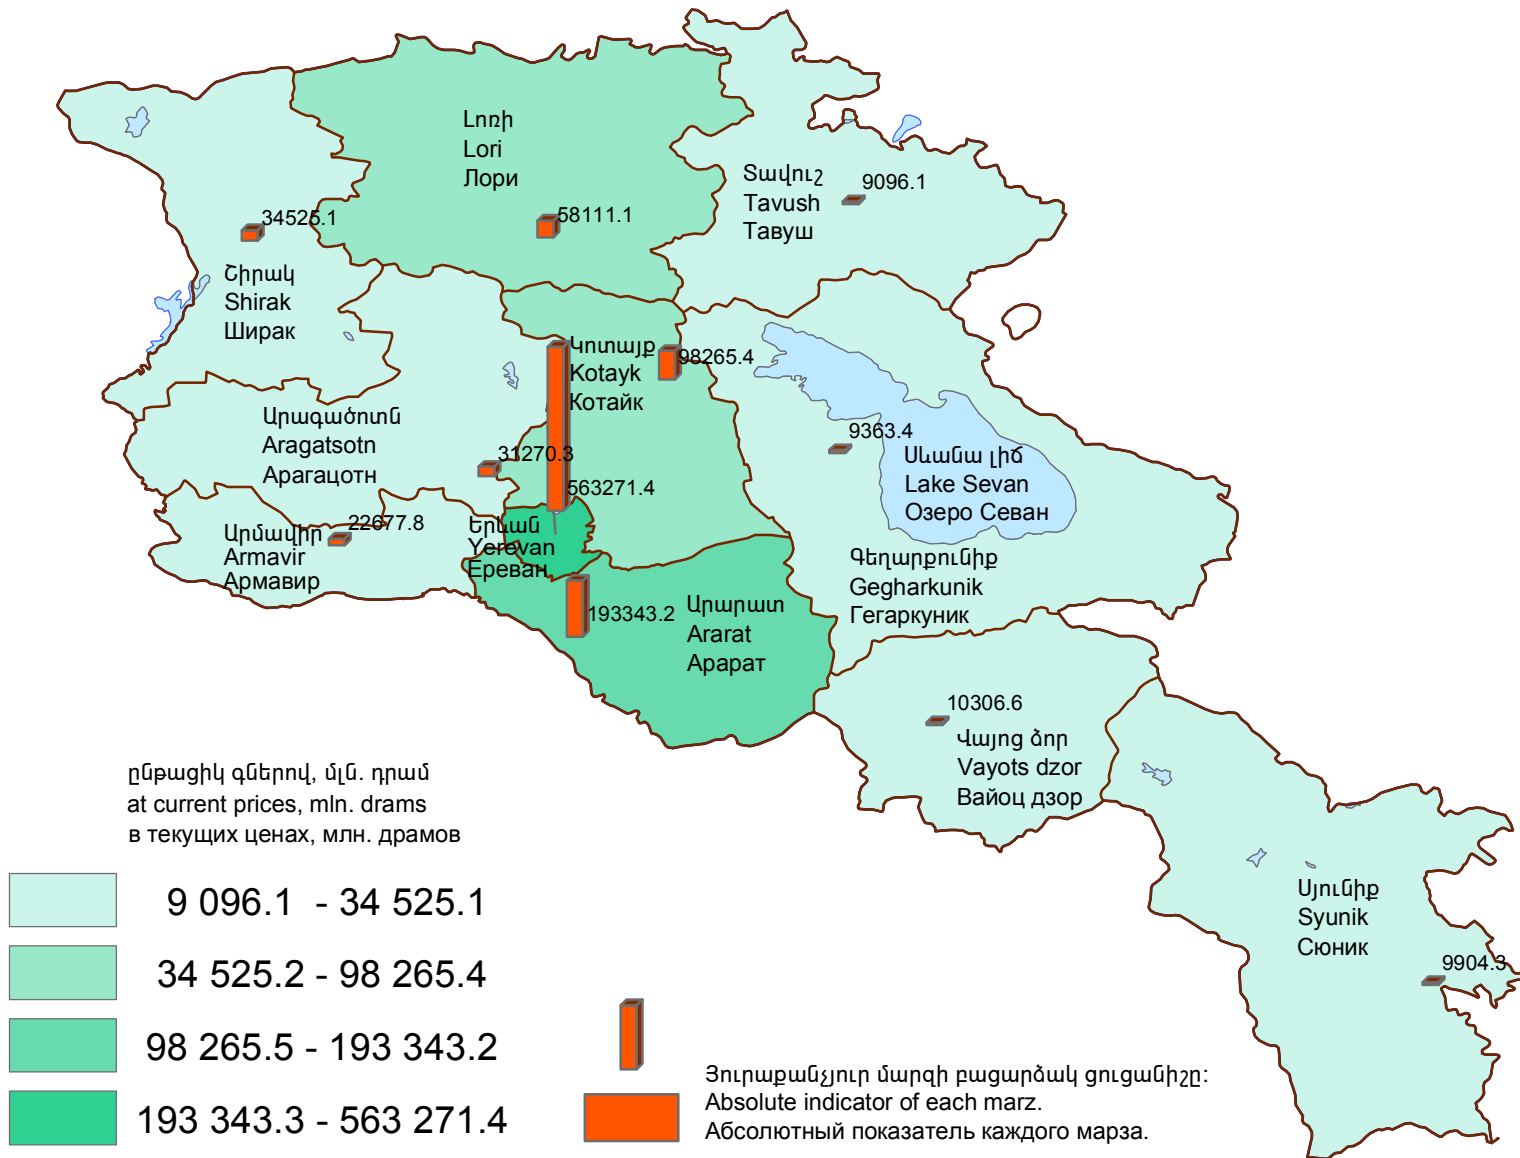 Լոռի
Lori
Лори
58111.1
Տավուշ
Tavush
Тавуш
9096.1
34525.1
Շիրակ
Shirak
Ширак
Կոտայք
Kotayk
Котайк
98265.4
Արագածոտն
Aragatsotn
Арагацотн
31270.3
563271.4
9363.4
Սևանա լիճ
Lake Sevan
Озеро Севан
Արմավիր
Armavir
Армавир
22677.8
Երևան
Yerevan
Ереван
Գեղարքունիք
Gegharkunik
Гегаркуник
193343.2
Արարատ
Ararat
Арарат
10306.6
Վայոց ձոր
Vayots dzor
Вайоц дзор
Սյունիք
Syunik
Сюник
9904.3
ընթացիկ գներով, մլն. դրամ
at current prices, mln. drams
в текущих ценах, млн. драмов
9 096.1 - 34 525.1
34 525.2 - 98 265.4
98 265.5 - 193 343.2
193 343.3 - 563 271.4
Յուրաքանչյուր մարզի բացարձակ ցուցանիշը:
Absolute indicator of each marz.
Абсолютный показатель каждого марза.